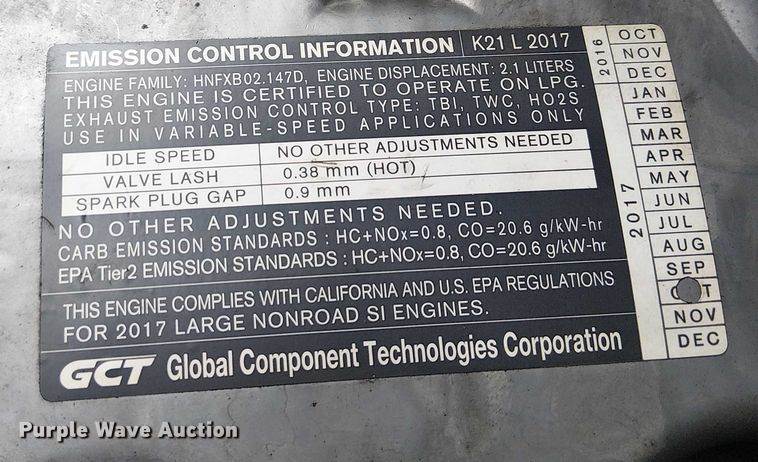 EMISSION CONTROL INFORMATION K21 L 2017
ENGINE FAMILY: HNFXB02.147D, ENGINE DISPLACEMENT: 2.1 LITERS
THIS ENGINE IS CERTIFIED TO OPERATE ON LPG.
EXHAUST EMISSION CONTROL TYPE: TBI, TWC, HO2S
USE IN VARIABLE-SPEED APPLICATIONS ONLY
IDLE SPEED NO OTHER ADJUSTMENTS NEEDED
VALVE LASH 0.38 mm (HOT)
SPARK PLUG GAP 0.9 mm
NO OTHER ADJUSTMENTS NEEDED.
CARB EMISSION STANDARDS : HC+NOx=0.8, CO=20.6 g/kW-hr
EPA Tier2 EMISSION STANDARDS : HC+NOx=0.8, CO=20.6 g/kW-hr
THIS ENGINE COMPLIES WITH CALIFORNIA AND U.S. EPA REGULATIONS
FOR 2017 LARGE NONROAD SI ENGINES.
GCT Global Component Technologies Corporation
2016
OCT
NOV
DEC
2017
JAN
FEB
MAR
APR
MAY
JUN
JUL
AUG
SEP
OCT
NOV
DEC
Purple Wave Auction